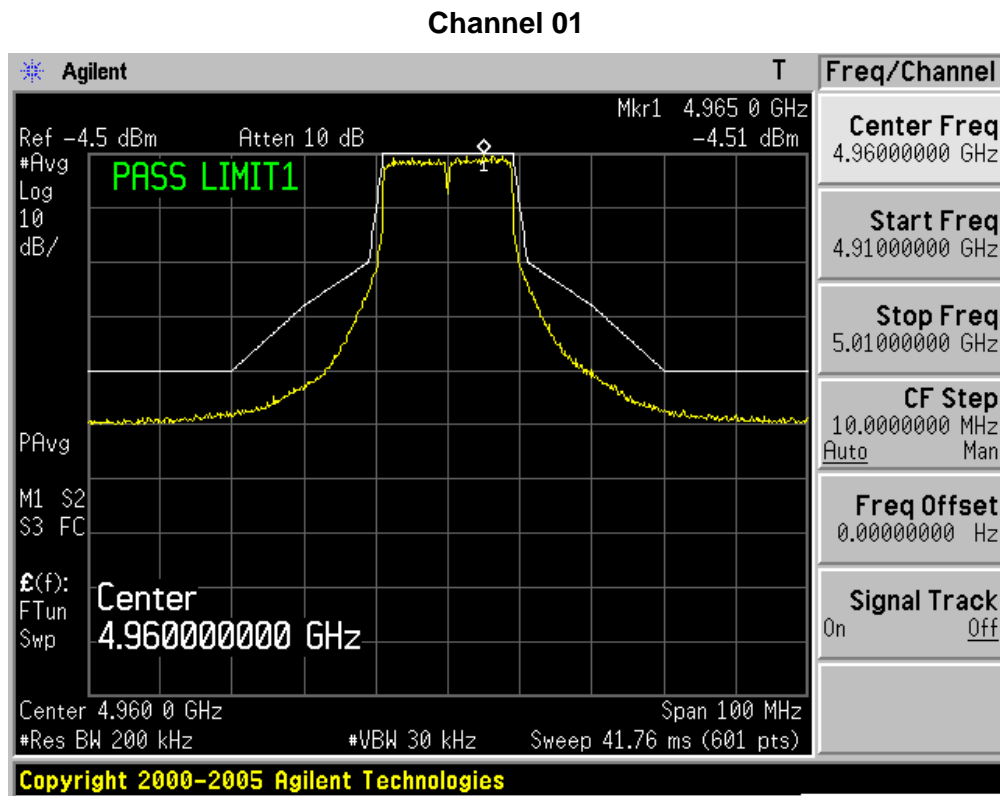 Channel 01
Agilent T Freq/Channel
Mkr1 4.965 0 GHz
Ref -4.5 dBm Atten 10 dB -4.51 dBm
#Avg
Log
10
dB/
PASS LIMIT1
1
PAvg
M1 S2
S3 FC
£(f):
FTun
Swp
Center
4.960000000 GHz
Center 4.960 0 GHz Span 100 MHz
#Res BW 200 kHz #VBW 30 kHz Sweep 41.76 ms (601 pts)
Center Freq
4.96000000 GHz
Start Freq
4.91000000 GHz
Stop Freq
5.01000000 GHz
CF Step
10.0000000 MHz
Auto Man
Freq Offset
0.00000000 Hz
Signal Track
On Off
Copyright 2000-2005 Agilent Technologies